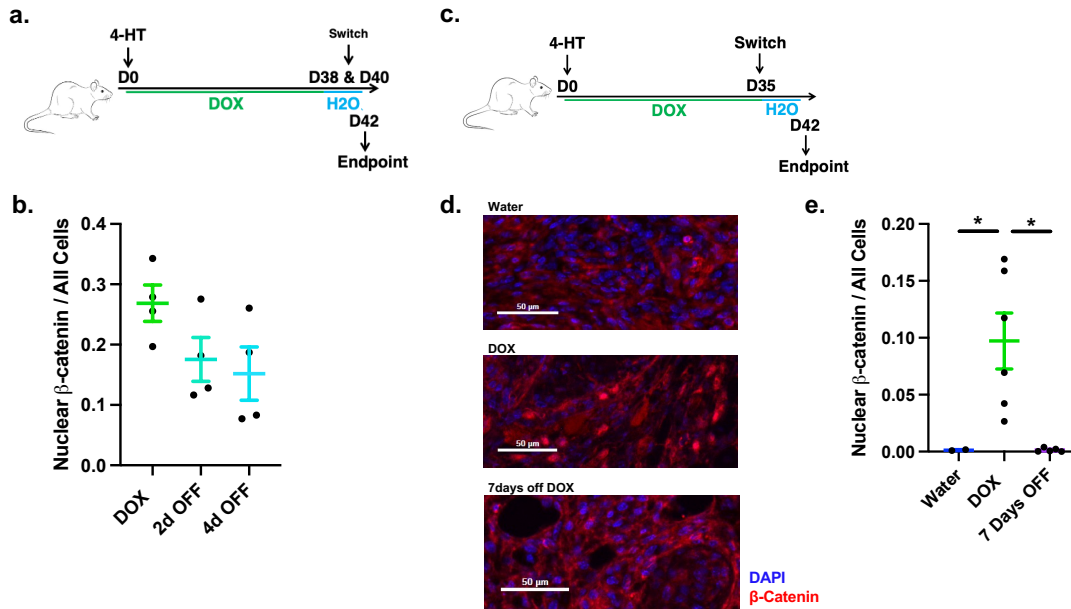 a.
4-HT
Switch
D0
D38 & D40
DOX
H2O
D42
Endpoint
c.
4-HT
Switch
D0
D35
DOX
H2O
D42
Endpoint
b.
Nuclear β-catenin / All Cells
0.4
0.3
0.2
0.1
0.0
DOX
2d OFF
4d OFF
d.
Water
50 µm
DOX
50 µm
7days off DOX
50 µm
DAPI
β-Catenin
e.
Nuclear β-catenin / All Cells
0.20
0.15
0.10
0.05
0.00
*
*
Water
DOX
7 Days OFF